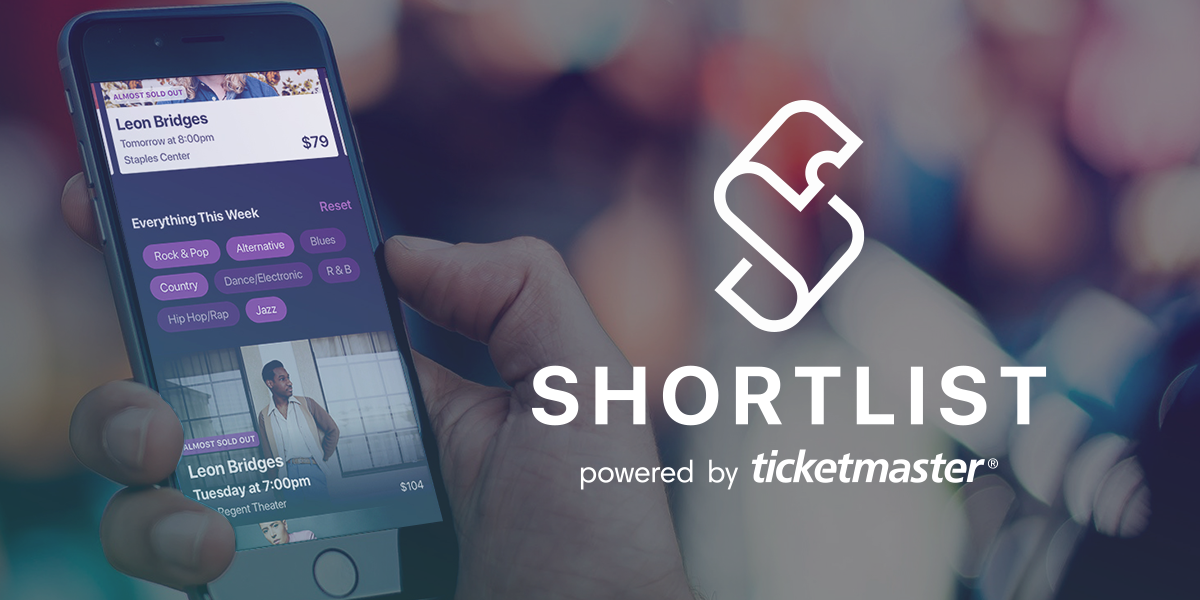 ALMOST SOLD OUT
Leon Bridges
Tomorrow at 8:00pm
Staples Center
$79
Everything This Week
Reset
Rock & Pop
Alternative
Blues
Country
Dance/Electronic
R & B
Hip Hop/Rap
Jazz
ALMOST SOLD OUT
Leon Bridges
Tuesday at 7:00pm
Regent Theater
$104
SHORTLIST
powered by ticketmaster®